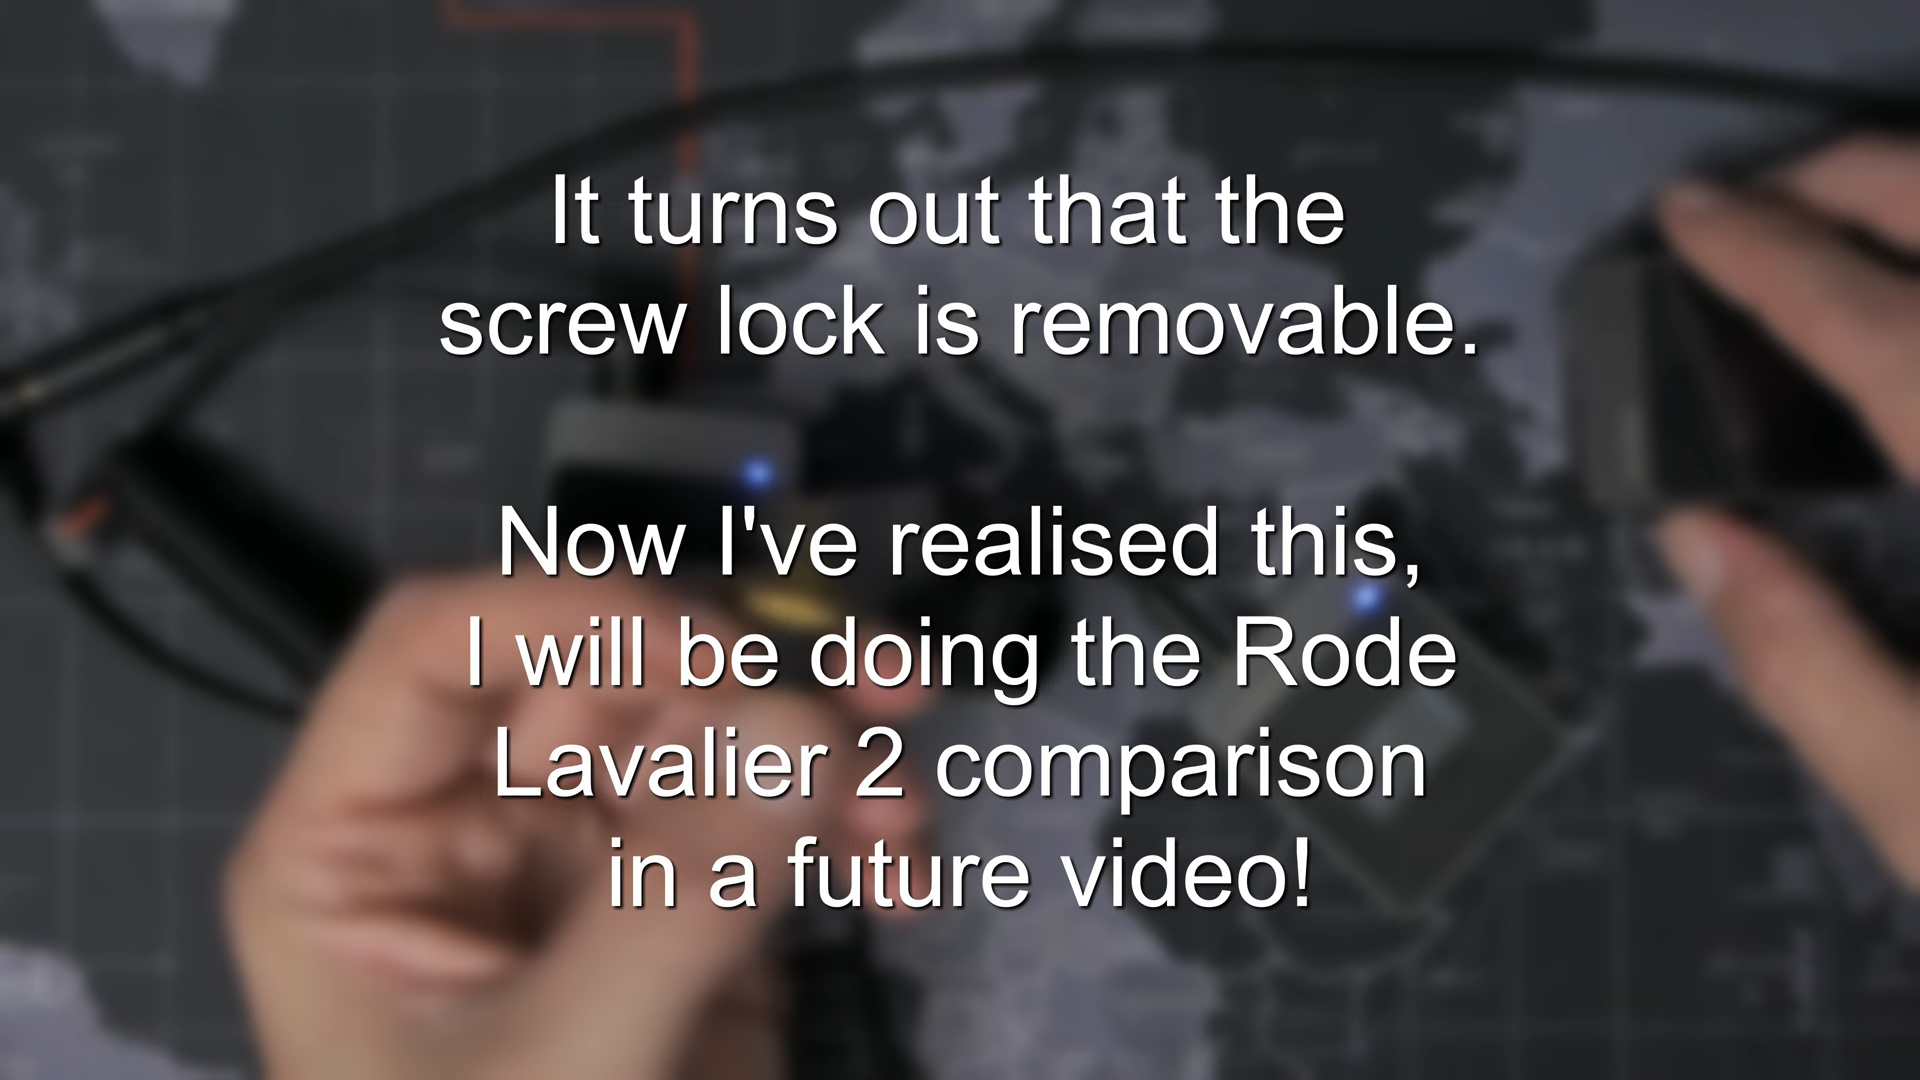 It turns out that the
screw lock is removable.
Now I've realised this,
I will be doing the Rode
Lavalier 2 comparison
in a future video!